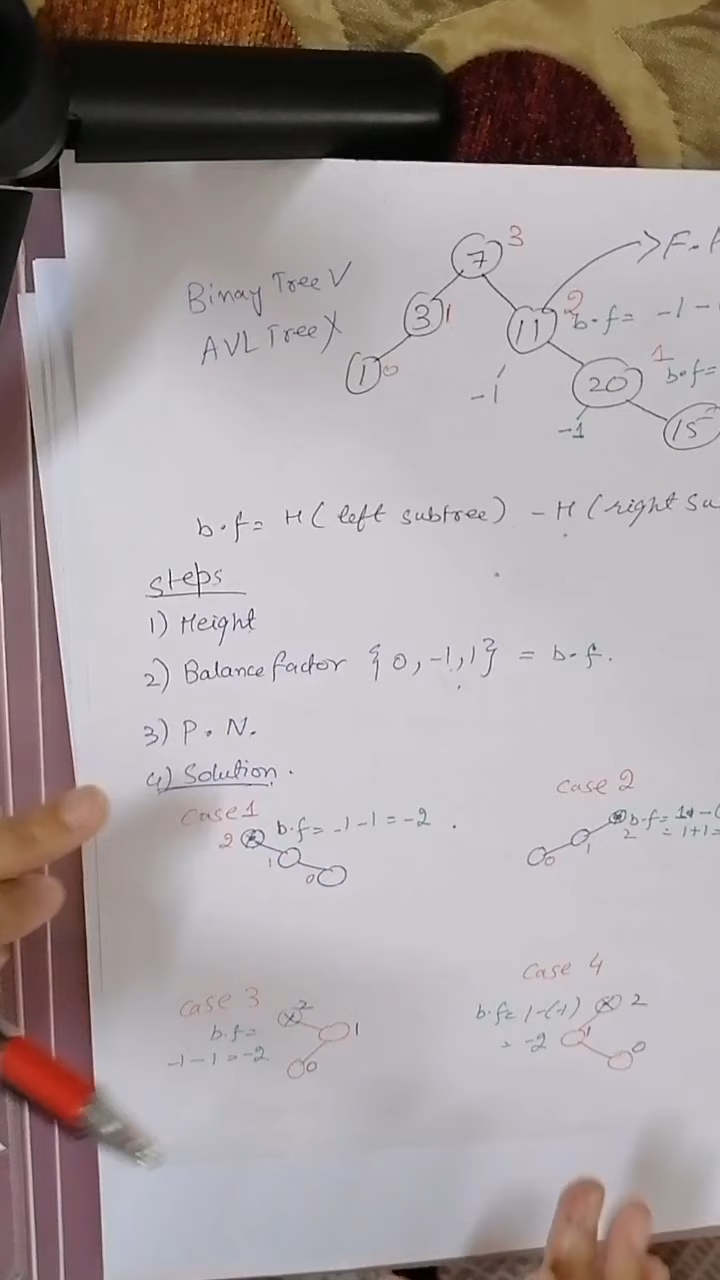 7 3
Binay Tree V
3 1
11 2 b.f = -1 -
AVL Tree X
1 0
-1
20 1 b.f =
-1
15
b.f = H ( left subtree ) - H ( right su
Steps
1) Height
2) Balance factor { 0, -1, 1 } = b.f.
3) P. N.
4) Solution.
Case 1
2 b.f = -1 -1 = -2 .
1
0
Case 2
b.f =
2 = 1+1=
1
0
Case 3
2
b.f =
1
-1 -1 = -2
0
Case 4
b.f = 1-(-1) 2
= -2 1
0